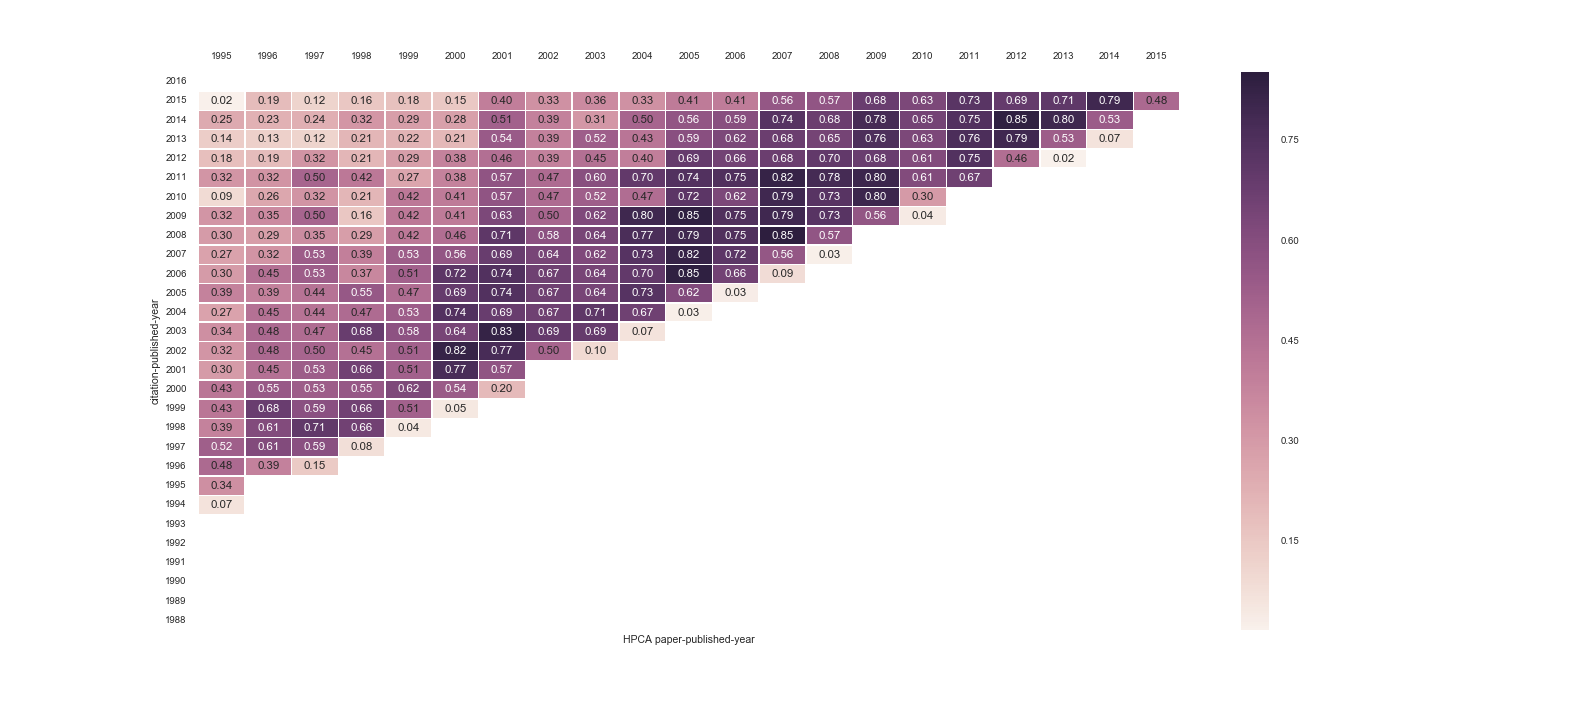 1995 1996 1997 1998 1999 2000 2001 2002 2003 2004 2005 2006 2007 2008 2009 2010 2011 2012 2013 2014 2015
2016
2015 0.02 0.19 0.12 0.16 0.18 0.15 0.40 0.33 0.36 0.33 0.41 0.41 0.56 0.57 0.68 0.63 0.73 0.69 0.71 0.79 0.48
2014 0.25 0.23 0.24 0.32 0.29 0.28 0.51 0.39 0.31 0.50 0.56 0.59 0.74 0.68 0.78 0.65 0.75 0.85 0.80 0.53
2013 0.14 0.13 0.12 0.21 0.22 0.21 0.54 0.39 0.52 0.43 0.59 0.62 0.68 0.65 0.76 0.63 0.76 0.79 0.53 0.07
0.75
2012 0.18 0.19 0.32 0.21 0.29 0.38 0.46 0.39 0.45 0.40 0.69 0.66 0.68 0.70 0.68 0.61 0.75 0.46 0.02
2011 0.32 0.32 0.50 0.42 0.27 0.38 0.57 0.47 0.60 0.70 0.74 0.75 0.82 0.78 0.80 0.61 0.67
2010 0.09 0.26 0.32 0.21 0.42 0.41 0.57 0.47 0.52 0.47 0.72 0.62 0.79 0.73 0.80 0.30
2009 0.32 0.35 0.50 0.16 0.42 0.41 0.63 0.50 0.62 0.80 0.85 0.75 0.79 0.73 0.56 0.04
2008 0.30 0.29 0.35 0.29 0.42 0.46 0.71 0.58 0.64 0.77 0.79 0.75 0.85 0.57
0.60
2007 0.27 0.32 0.53 0.39 0.53 0.56 0.69 0.64 0.62 0.73 0.82 0.72 0.56 0.03
2006 0.30 0.45 0.53 0.37 0.51 0.72 0.74 0.67 0.64 0.70 0.85 0.66 0.09
2005 0.39 0.39 0.44 0.55 0.47 0.69 0.74 0.67 0.64 0.73 0.62 0.03
2004 0.27 0.45 0.44 0.47 0.53 0.74 0.69 0.67 0.71 0.67 0.03
2003 0.34 0.48 0.47 0.68 0.58 0.64 0.83 0.69 0.69 0.07
0.45
2002 0.32 0.48 0.50 0.45 0.51 0.82 0.77 0.50 0.10
citation-published-year
2001 0.30 0.45 0.53 0.66 0.51 0.77 0.57
2000 0.43 0.55 0.53 0.55 0.62 0.54 0.20
1999 0.43 0.68 0.59 0.66 0.51 0.05
1998 0.39 0.61 0.71 0.66 0.04
0.30
1997 0.52 0.61 0.59 0.08
1996 0.48 0.39 0.15
1995 0.34
1994 0.07
1993
1992
0.15
1991
1990
1989
1988
HPCA paper-published-year